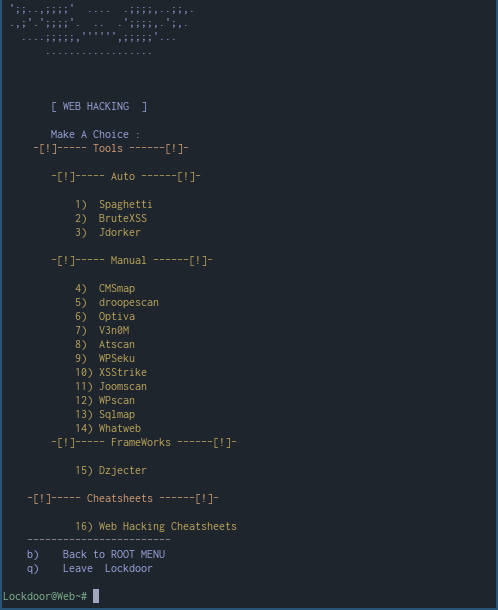 [ WEB HACKING  ]
Make A Choice :
-[!]----- Tools ------[!]-
-[!]----- Auto ------[!]-
1)  Spaghetti
2)  BruteXSS
3)  Jdorker
-[!]----- Manual ------[!]-
4)  CMSmap
5)  droopescan
6)  Optiva
7)  V3n0M
8)  Atscan
9)  WPSeku
10) XSStrike
11) Joomscan
12) WPscan
13) Sqlmap
14) Whatweb
-[!]----- FrameWorks ------[!]-
15) Dzjecter
-[!]----- Cheatsheets ------[!]-
16) Web Hacking Cheatsheets
------------------------
b)    Back to ROOT MENU
q)    Leave  Lockdoor
Lockdoor@Web~#